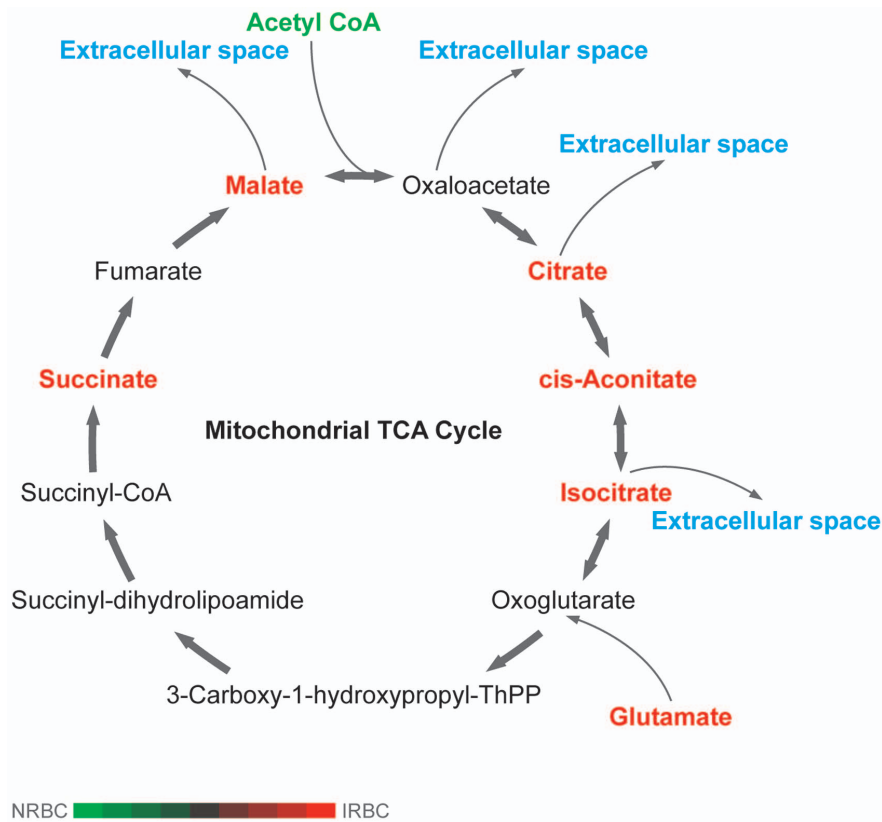 Acetyl CoA
Extracellular space
Extracellular space
Extracellular space
Malate
Oxaloacetate
Fumarate
Citrate
Succinate
cis-Aconitate
Mitochondrial TCA Cycle
Succinyl-CoA
Isocitrate
Extracellular space
Succinyl-dihydrolipoamide
Oxoglutarate
3-Carboxy-1-hydroxypropyl-ThPP
Glutamate
NRBC
IRBC